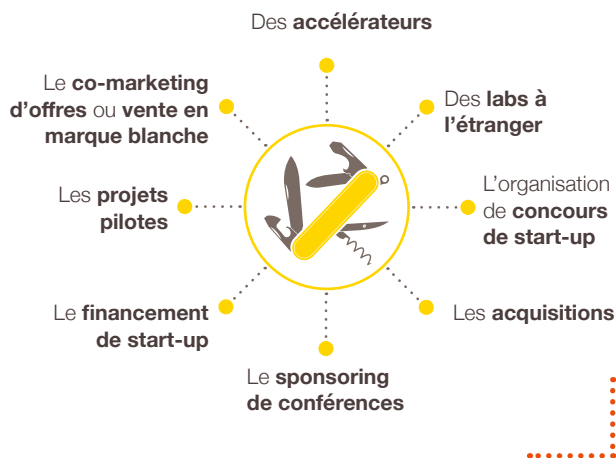 Des accélérateurs
Le co-marketing
d'offres ou vente en
marque blanche
Des labs à
l'étranger
Les projets
pilotes
L'organisation
de concours
de start-up
Le financement
de start-up
Les acquisitions
Le sponsoring
de conférences